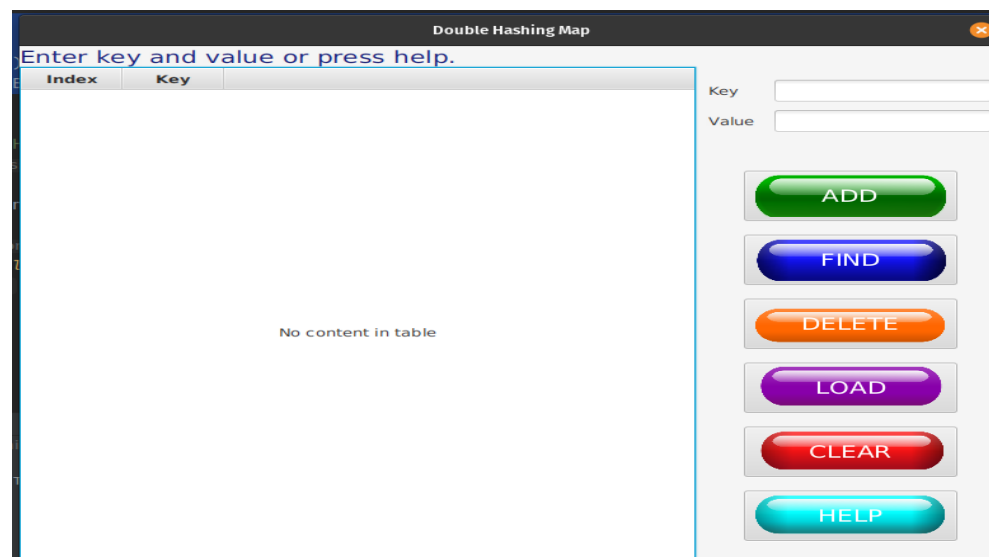 Double Hashing Map
Enter key and value or press help.
Index Key
Key
Value
No content in table
ADD
FIND
DELETE
LOAD
CLEAR
HELP